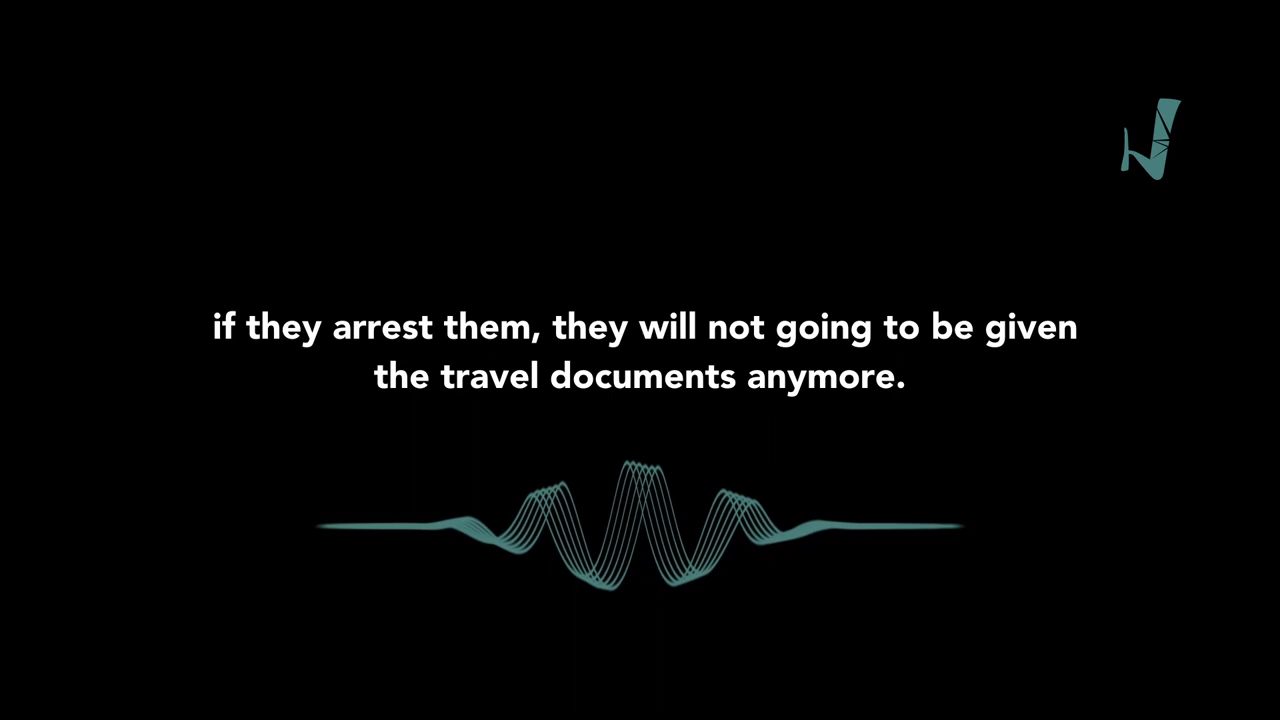 if they arrest them, they will not going to be given
the travel documents anymore.